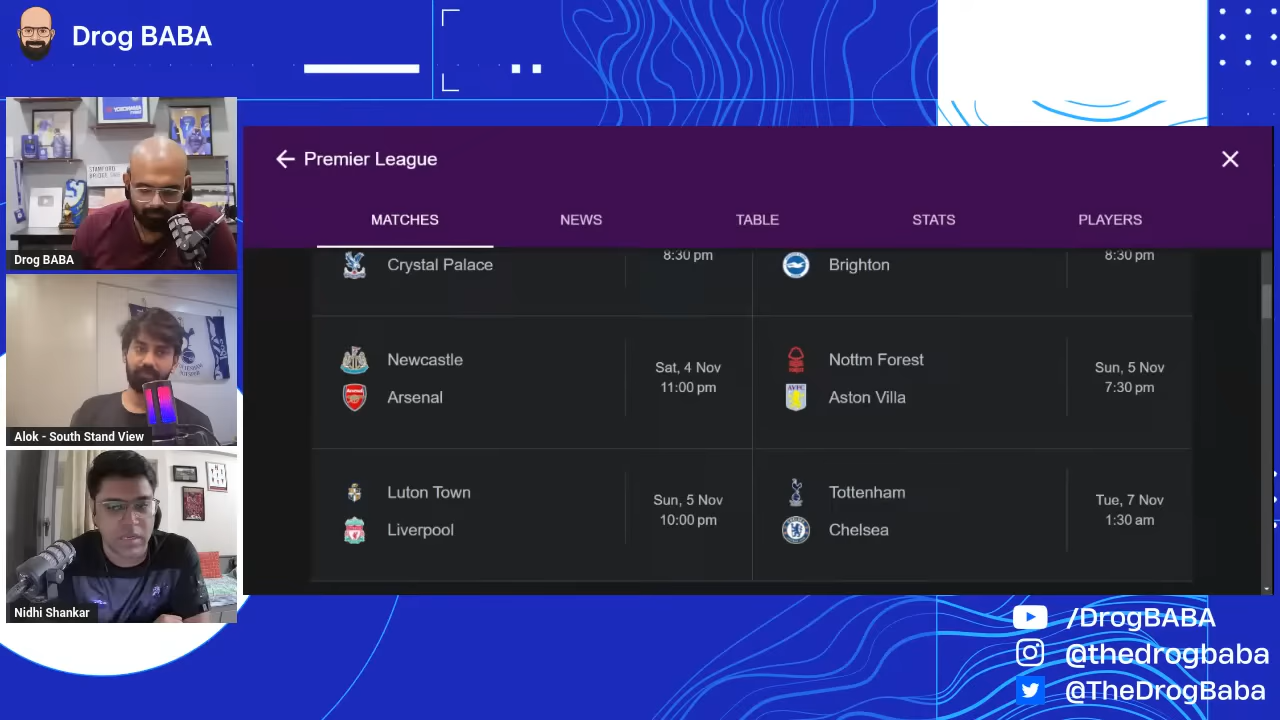 Drog BABA
Drog BABA
Alok - South Stand View
Nidhi Shankar
Premier League
MATCHES
NEWS
TABLE
STATS
PLAYERS
Crystal Palace
8:30 pm
Brighton
8:30 pm
Newcastle
Arsenal
Sat, 4 Nov
11:00 pm
Nottm Forest
Aston Villa
Sun, 5 Nov
7:30 pm
Luton Town
Liverpool
Sun, 5 Nov
10:00 pm
Tottenham
Chelsea
Tue, 7 Nov
1:30 am
/DrogBABA
@thedrogbaba
@TheDrogBaba